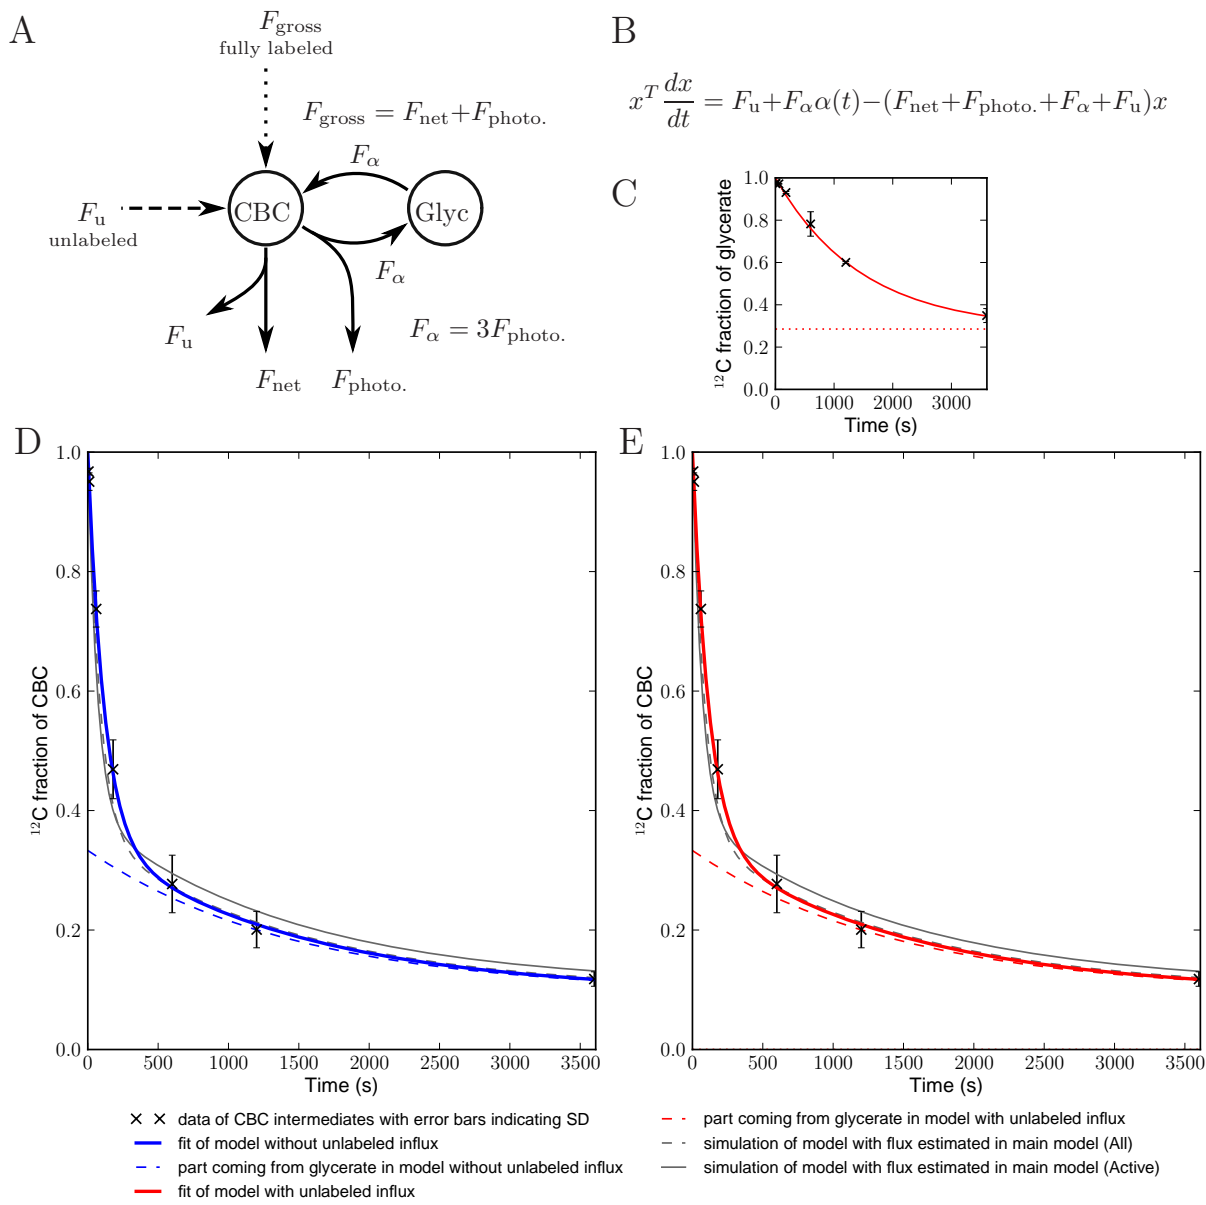 A
F_gross
fully labeled
F_gross = F_net+F_photo.
F_α
CBC
Glyc
F_u
unlabeled
F_α
F_u
F_α = 3F_photo.
F_net
F_photo.
B
x^T dx/dt = F_u+F_αα(t)−(F_net+F_photo.+F_α+F_u)x
C
1.0
0.8
0.6
0.4
0.2
0.0
12C fraction of glycerate
0 1000 2000 3000
Time (s)
D
1.0
0.8
0.6
0.4
0.2
0.0
12C fraction of CBC
0 500 1000 1500 2000 2500 3000 3500
Time (s)
E
1.0
0.8
0.6
0.4
0.2
0.0
12C fraction of CBC
0 500 1000 1500 2000 2500 3000 3500
Time (s)
data of CBC intermediates with error bars indicating SD
fit of model without unlabeled influx
part coming from glycerate in model without unlabeled influx
fit of model with unlabeled influx
part coming from glycerate in model with unlabeled influx
simulation of model with flux estimated in main model (All)
simulation of model with flux estimated in main model (Active)